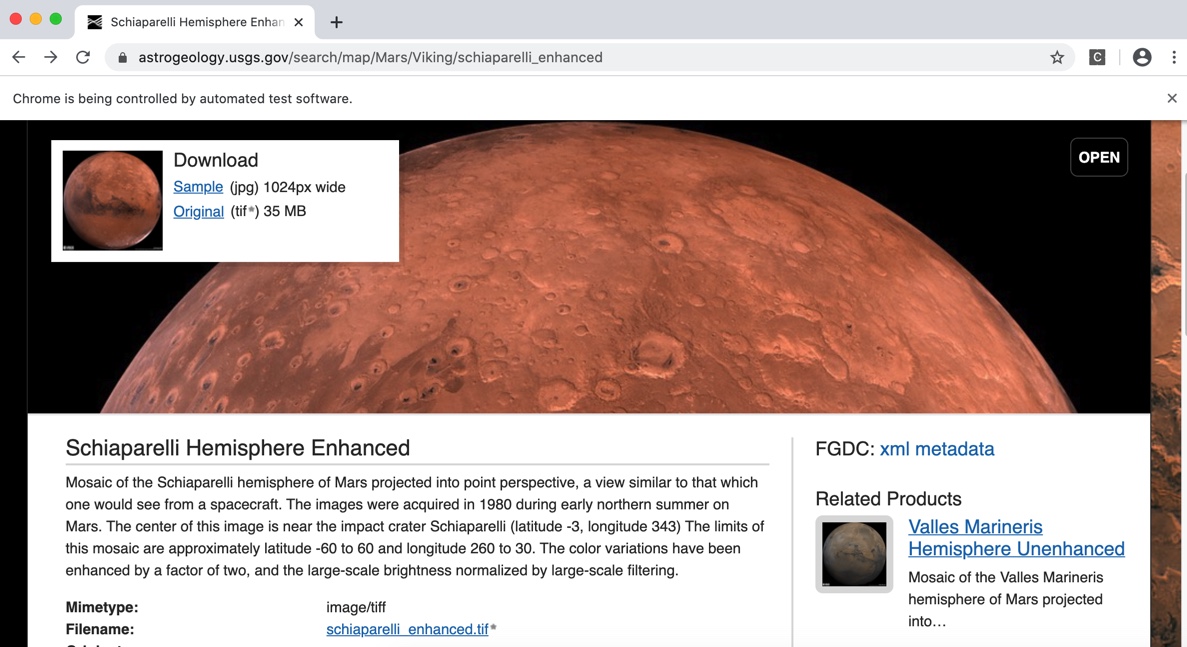 Schiaparelli Hemisphere Enhan
astrogeology.usgs.gov/search/map/Mars/Viking/schiaparelli_enhanced
C
Chrome is being controlled by automated test software.
Download
Sample (jpg) 1024px wide
Original (tif*) 35 MB
OPEN
Schiaparelli Hemisphere Enhanced
Mosaic of the Schiaparelli hemisphere of Mars projected into point perspective, a view similar to that which
one would see from a spacecraft. The images were acquired in 1980 during early northern summer on
Mars. The center of this image is near the impact crater Schiaparelli (latitude -3, longitude 343) The limits of
this mosaic are approximately latitude -60 to 60 and longitude 260 to 30. The color variations have been
enhanced by a factor of two, and the large-scale brightness normalized by large-scale filtering.
Mimetype: image/tiff
Filename: schiaparelli_enhanced.tif*
FGDC: xml metadata
Related Products
Valles Marineris
Hemisphere Unenhanced
Mosaic of the Valles Marineris
hemisphere of Mars projected
into…